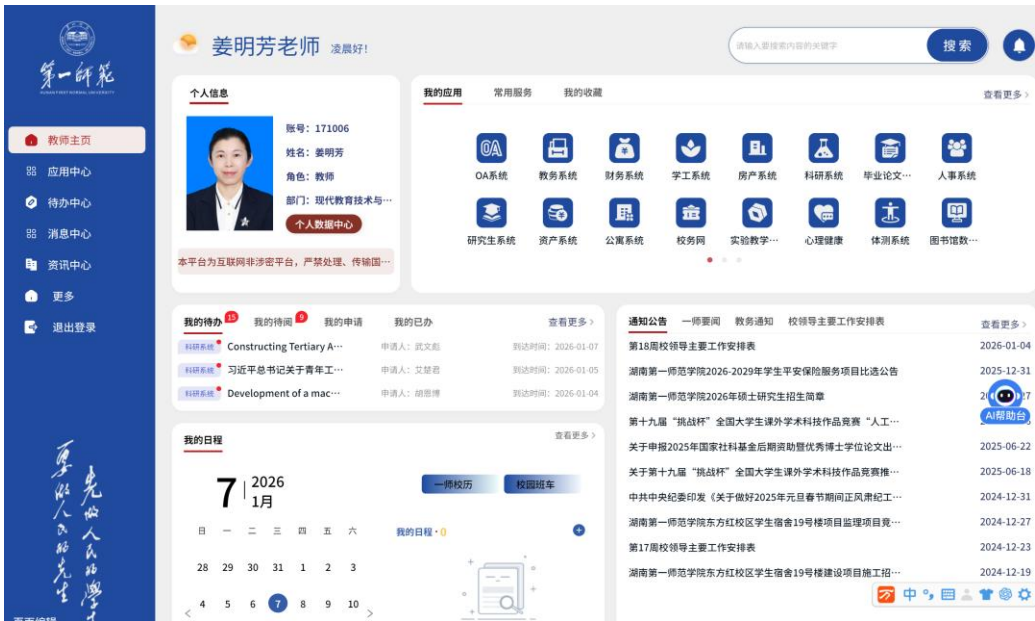 第一師範
HUNAN FIRST NORMAL UNIVERSITY
教师主页
应用中心
待办中心
消息中心
资讯中心
更多
退出登录
要做人民的先生
先做人民的學生
页面编辑
姜明芳老师 凌晨好!
请输入要搜索内容的关键字
搜索
个人信息
账号：171006
姓名：姜明芳
角色：教师
部门：现代教育技术与…
个人数据中心
本平台为互联网非涉密平台，严禁处理、传输国…
我的应用 常用服务 我的收藏 查看更多>
OA
OA系统 教务系统 财务系统 学工系统 房产系统 科研系统 毕业论文… 人事系统
研究生系统 资产系统 公寓系统 校务网 实验教学… 心理健康 体测系统 图书馆数…
我的待办 15 我的待阅 9 我的申请 我的已办 查看更多>
科研系统 Constructing Tertiary A… 申请人：武文彪 到达时间：2026-01-07
科研系统 习近平总书记关于青年工… 申请人：艾楚君 到达时间：2026-01-05
科研系统 Development of a mac… 申请人：胡恩博 到达时间：2026-01-04
我的日程 查看更多>
7 2026
1月
一师校历 校园班车
日 一 二 三 四 五 六
我的日程·0
28 29 30 31 1 2 3
< 4 5 6 7 8 9 10 >
通知公告 一师要闻 教务通知 校领导主要工作安排表 查看更多>
第18周校领导主要工作安排表 2026-01-04
湖南第一师范学院2026-2029年学生平安保险服务项目比选公告 2025-12-31
湖南第一师范学院2026年硕士研究生招生简章
AI帮助台
第十九届“挑战杯”全国大学生课外学术科技作品竞赛“人工…
关于申报2025年国家社科基金后期资助暨优秀博士学位论文出… 2025-06-22
关于第十九届“挑战杯”全国大学生课外学术科技作品竞赛推… 2025-06-18
中共中央纪委印发《关于做好2025年元旦春节期间正风肃纪工… 2024-12-31
湖南第一师范学院东方红校区学生宿舍19号楼项目监理项目竞… 2024-12-27
第17周校领导主要工作安排表 2024-12-23
湖南第一师范学院东方红校区学生宿舍19号楼建设项目施工招… 2024-12-19
中